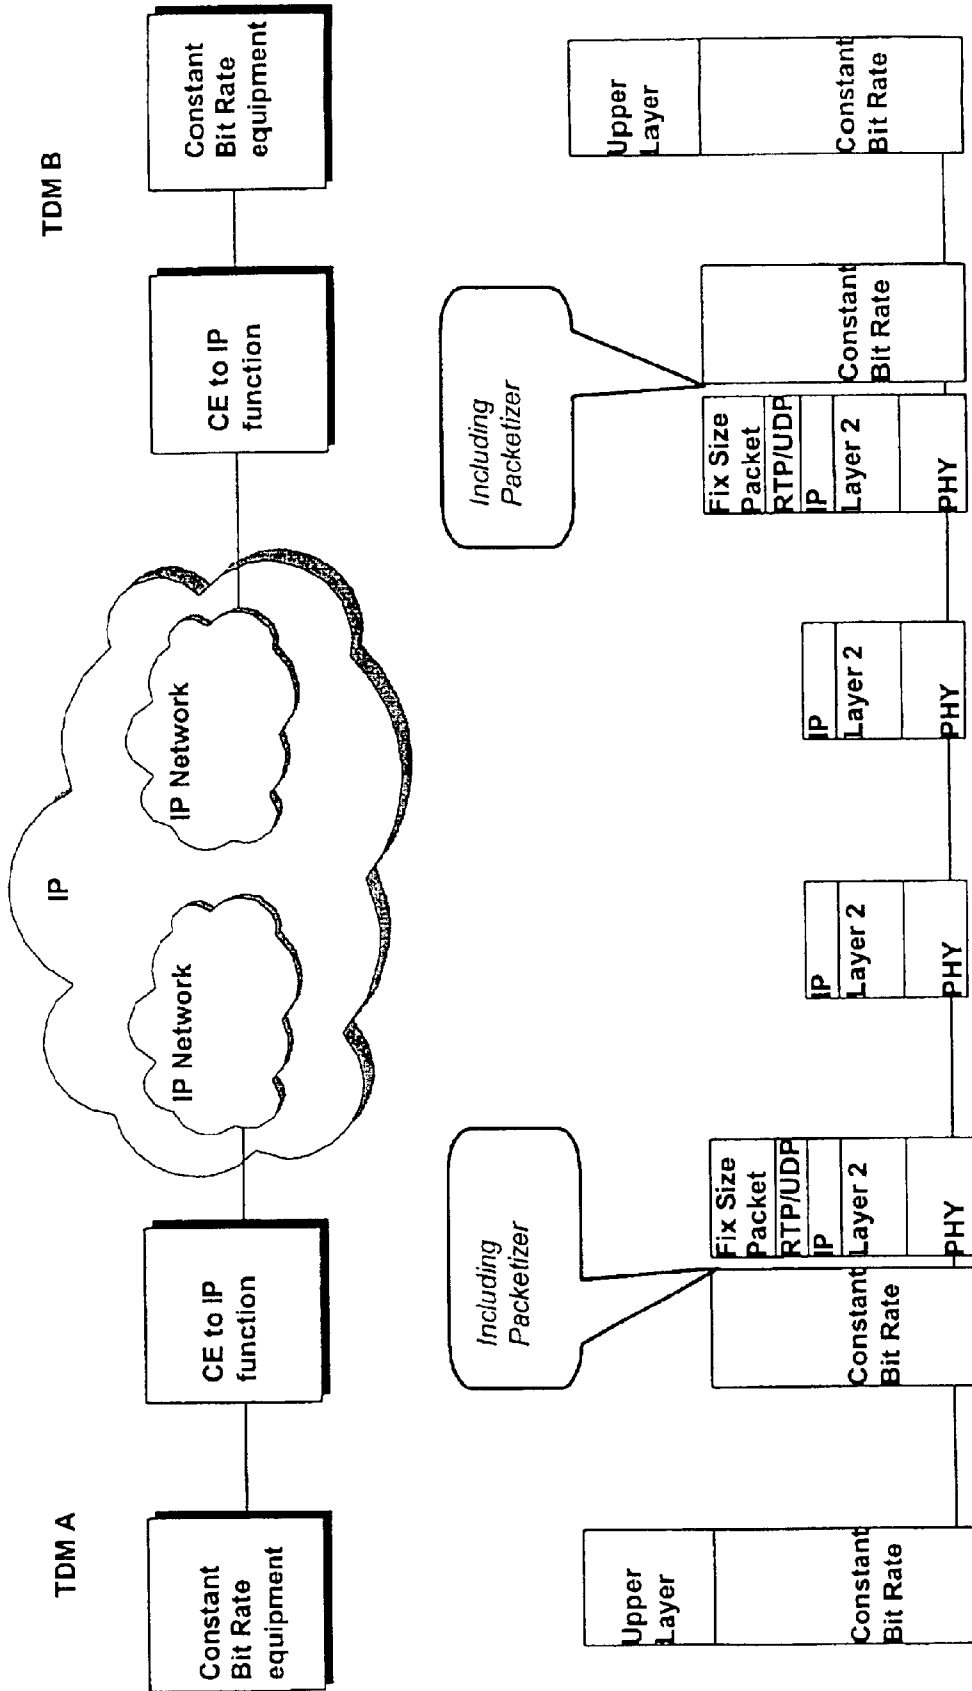 TDM A
TDM B
Constant
Bit Rate
equipment
CE to IP
function
IP
IP Network
IP Network
CE to IP
function
Constant
Bit Rate
equipment
Including
Packetizer
Including
Packetizer
Upper
Layer
Constant
Bit Rate
Constant
Bit Rate
Fix Size
Packet
RTP/UDP
IP
Layer 2
PHY
IP
Layer 2
PHY
IP
Layer 2
PHY
Fix Size
Packet
RTP/UDP
IP
Layer 2
PHY
Constant
Bit Rate
Upper
Layer
Constant
Bit Rate